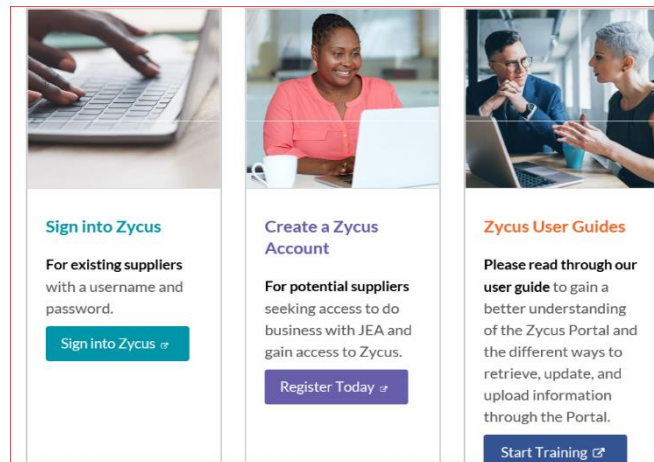 Sign into Zycus
For existing suppliers
with a username and
password.
Sign into Zycus
Create a Zycus
Account
For potential suppliers
seeking access to do
business with JEA and
gain access to Zycus.
Register Today
Zycus User Guides
Please read through our
user guide to gain a
better understanding
of the Zycus Portal and
the different ways to
retrieve, update, and
upload information
through the Portal.
Start Training